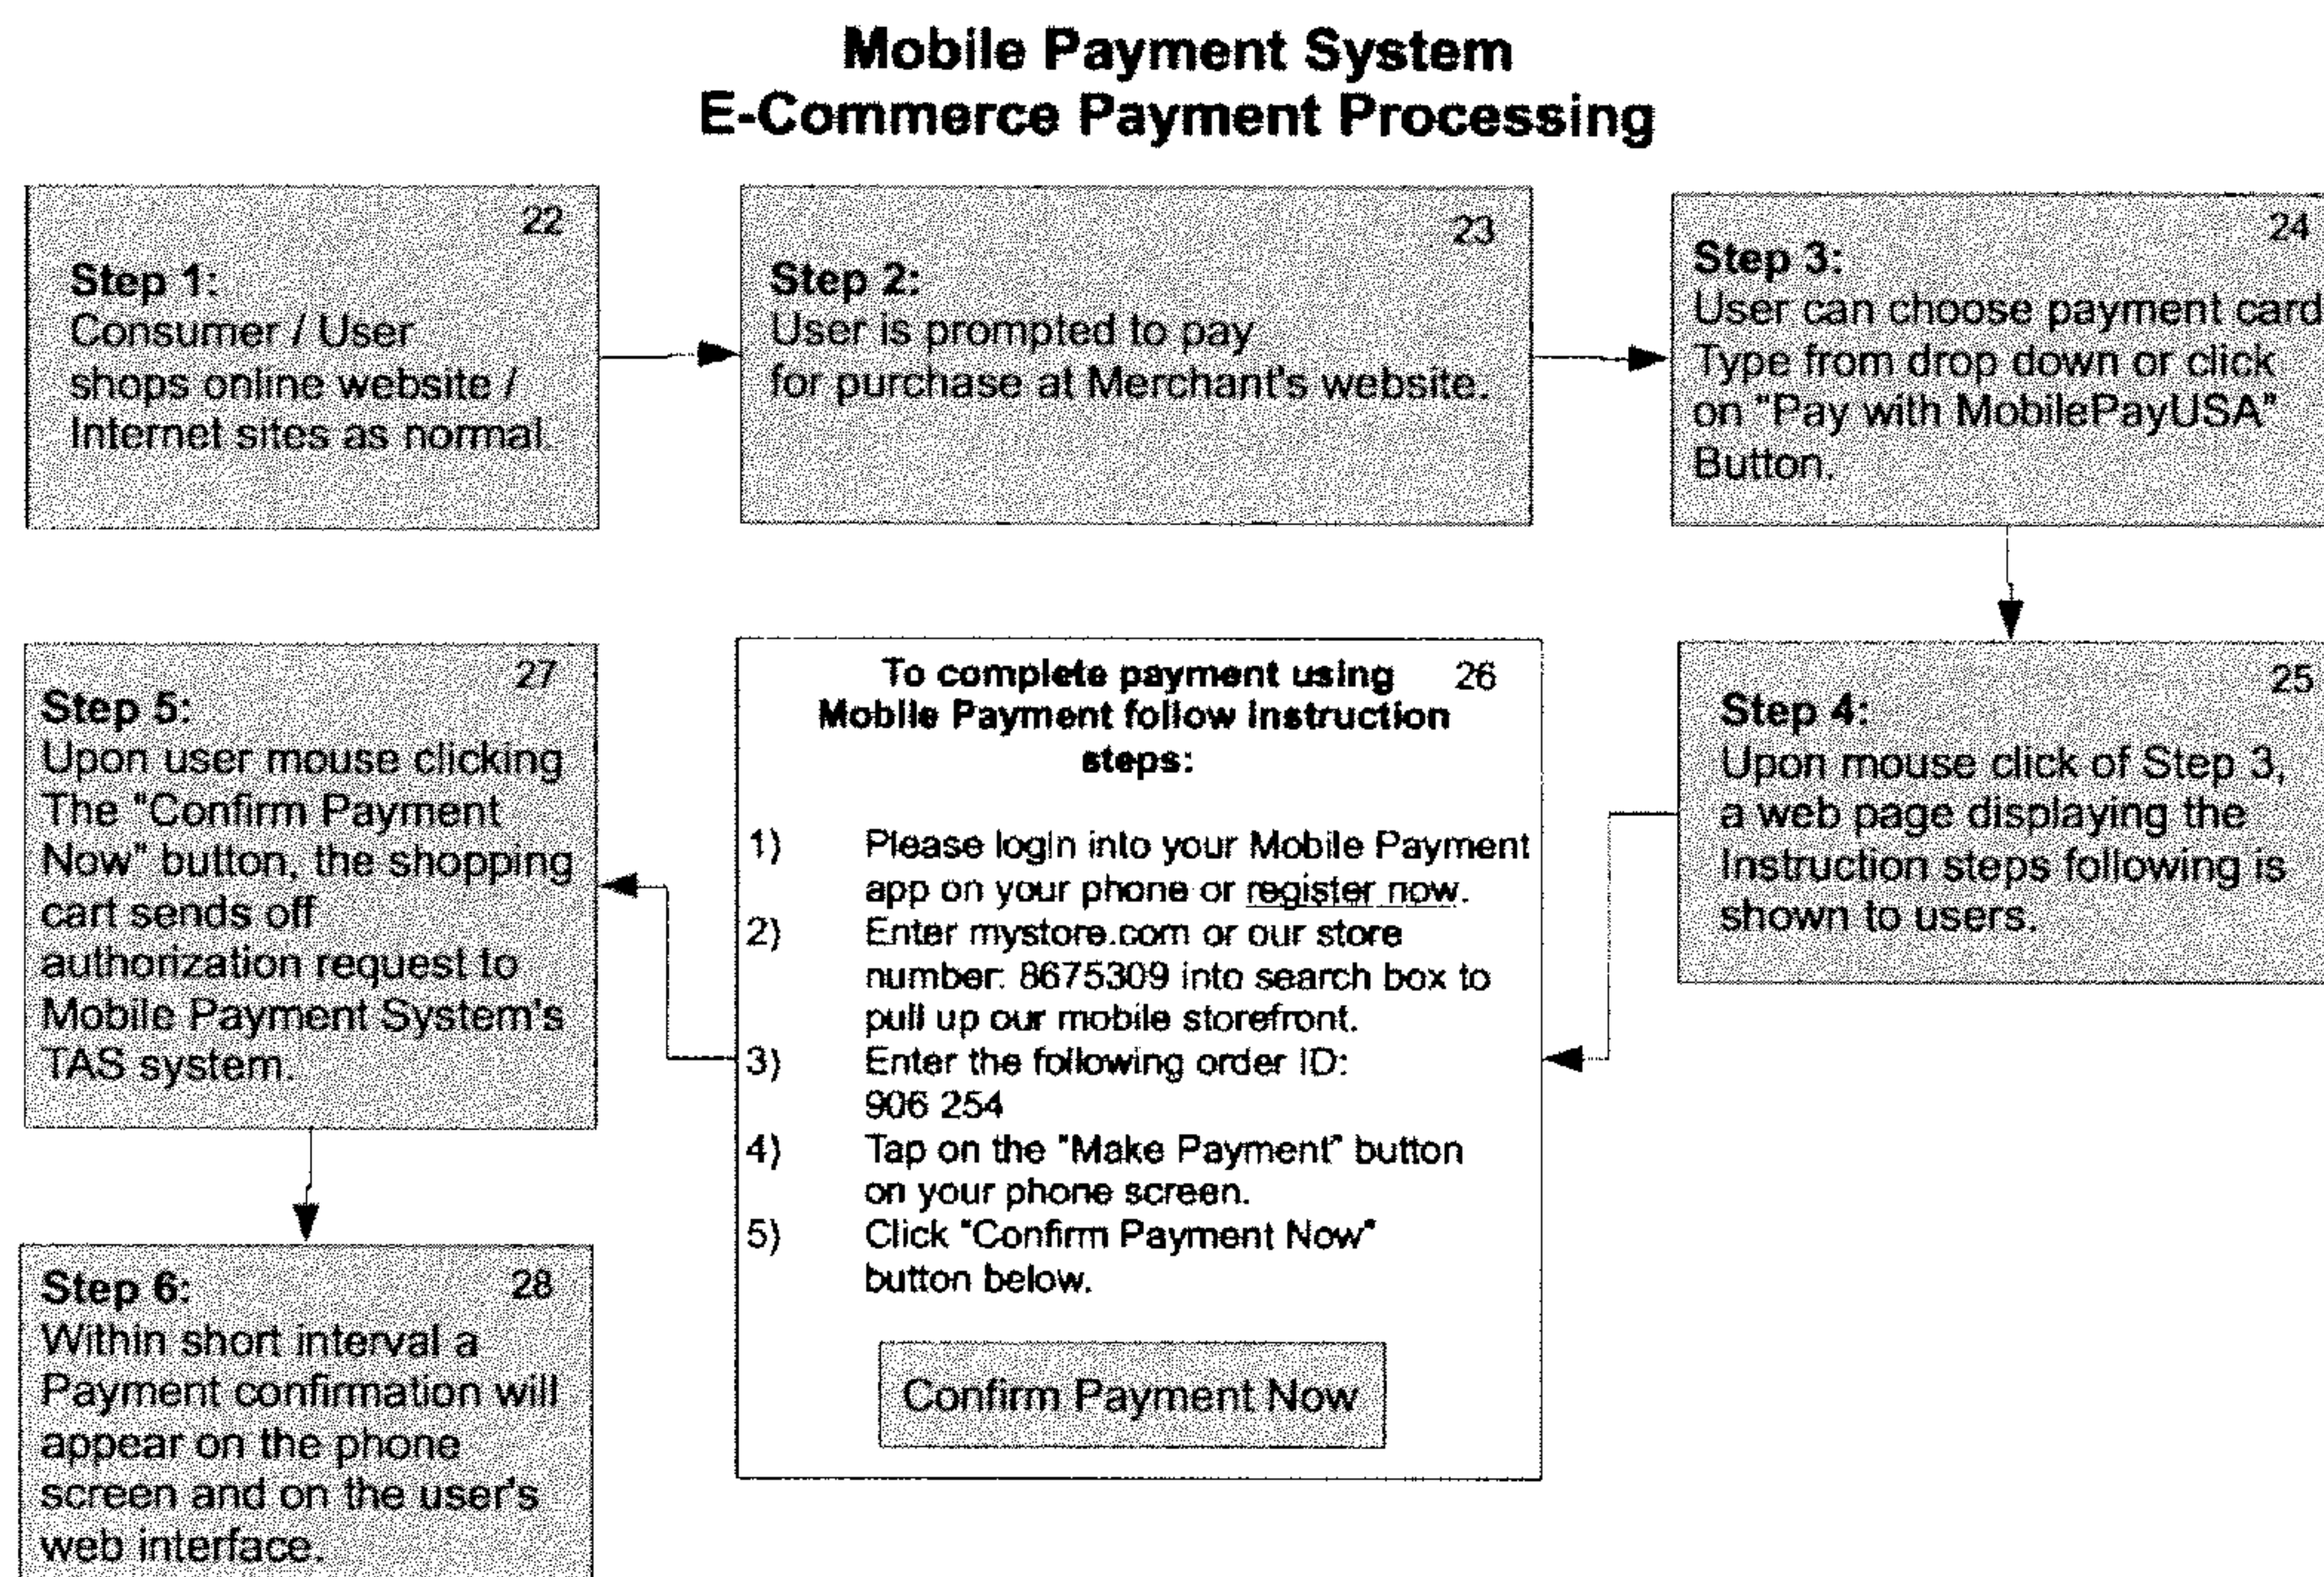 Mobile Payment System
E-Commerce Payment Processing
22
Step 1:
Consumer / User
shops online website /
Internet sites as normal.
23
Step 2:
User is prompted to pay
for purchase at Merchant's website.
24
Step 3:
User can choose payment card
Type from drop down or click
on "Pay with MobilePayUSA"
Button.
25
Step 4:
Upon mouse click of Step 3,
a web page displaying the
Instruction steps following is
shown to users.
To complete payment using 26
Mobile Payment follow instruction
steps:
1) Please login into your Mobile Payment
app on your phone or register now.
2) Enter mystore.com or our store
number: 8675309 into search box to
pull up our mobile storefront.
3) Enter the following order ID:
906 254
4) Tap on the "Make Payment" button
on your phone screen.
5) Click "Confirm Payment Now"
button below.
Confirm Payment Now
27
Step 5:
Upon user mouse clicking
The "Confirm Payment
Now" button, the shopping
cart sends off
authorization request to
Mobile Payment System's
TAS system.
Step 6: 28
Within short interval a
Payment confirmation will
appear on the phone
screen and on the user's
web interface.